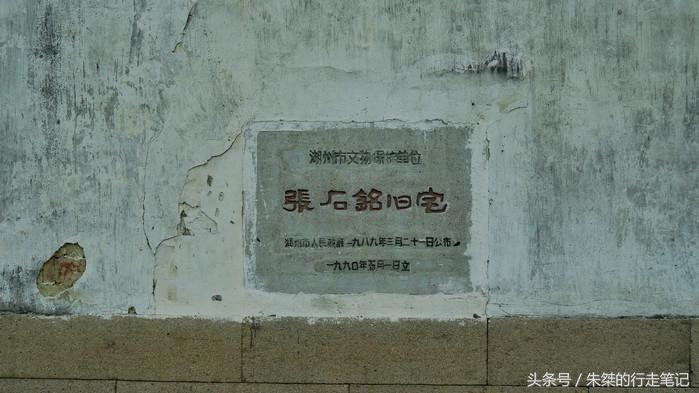 湖州市文物保护单位
張石銘旧宅
湖州市人民政府一九八九年三月二十一日公布
一九九〇年五月一日立
头条号 / 朱桀的行走笔记